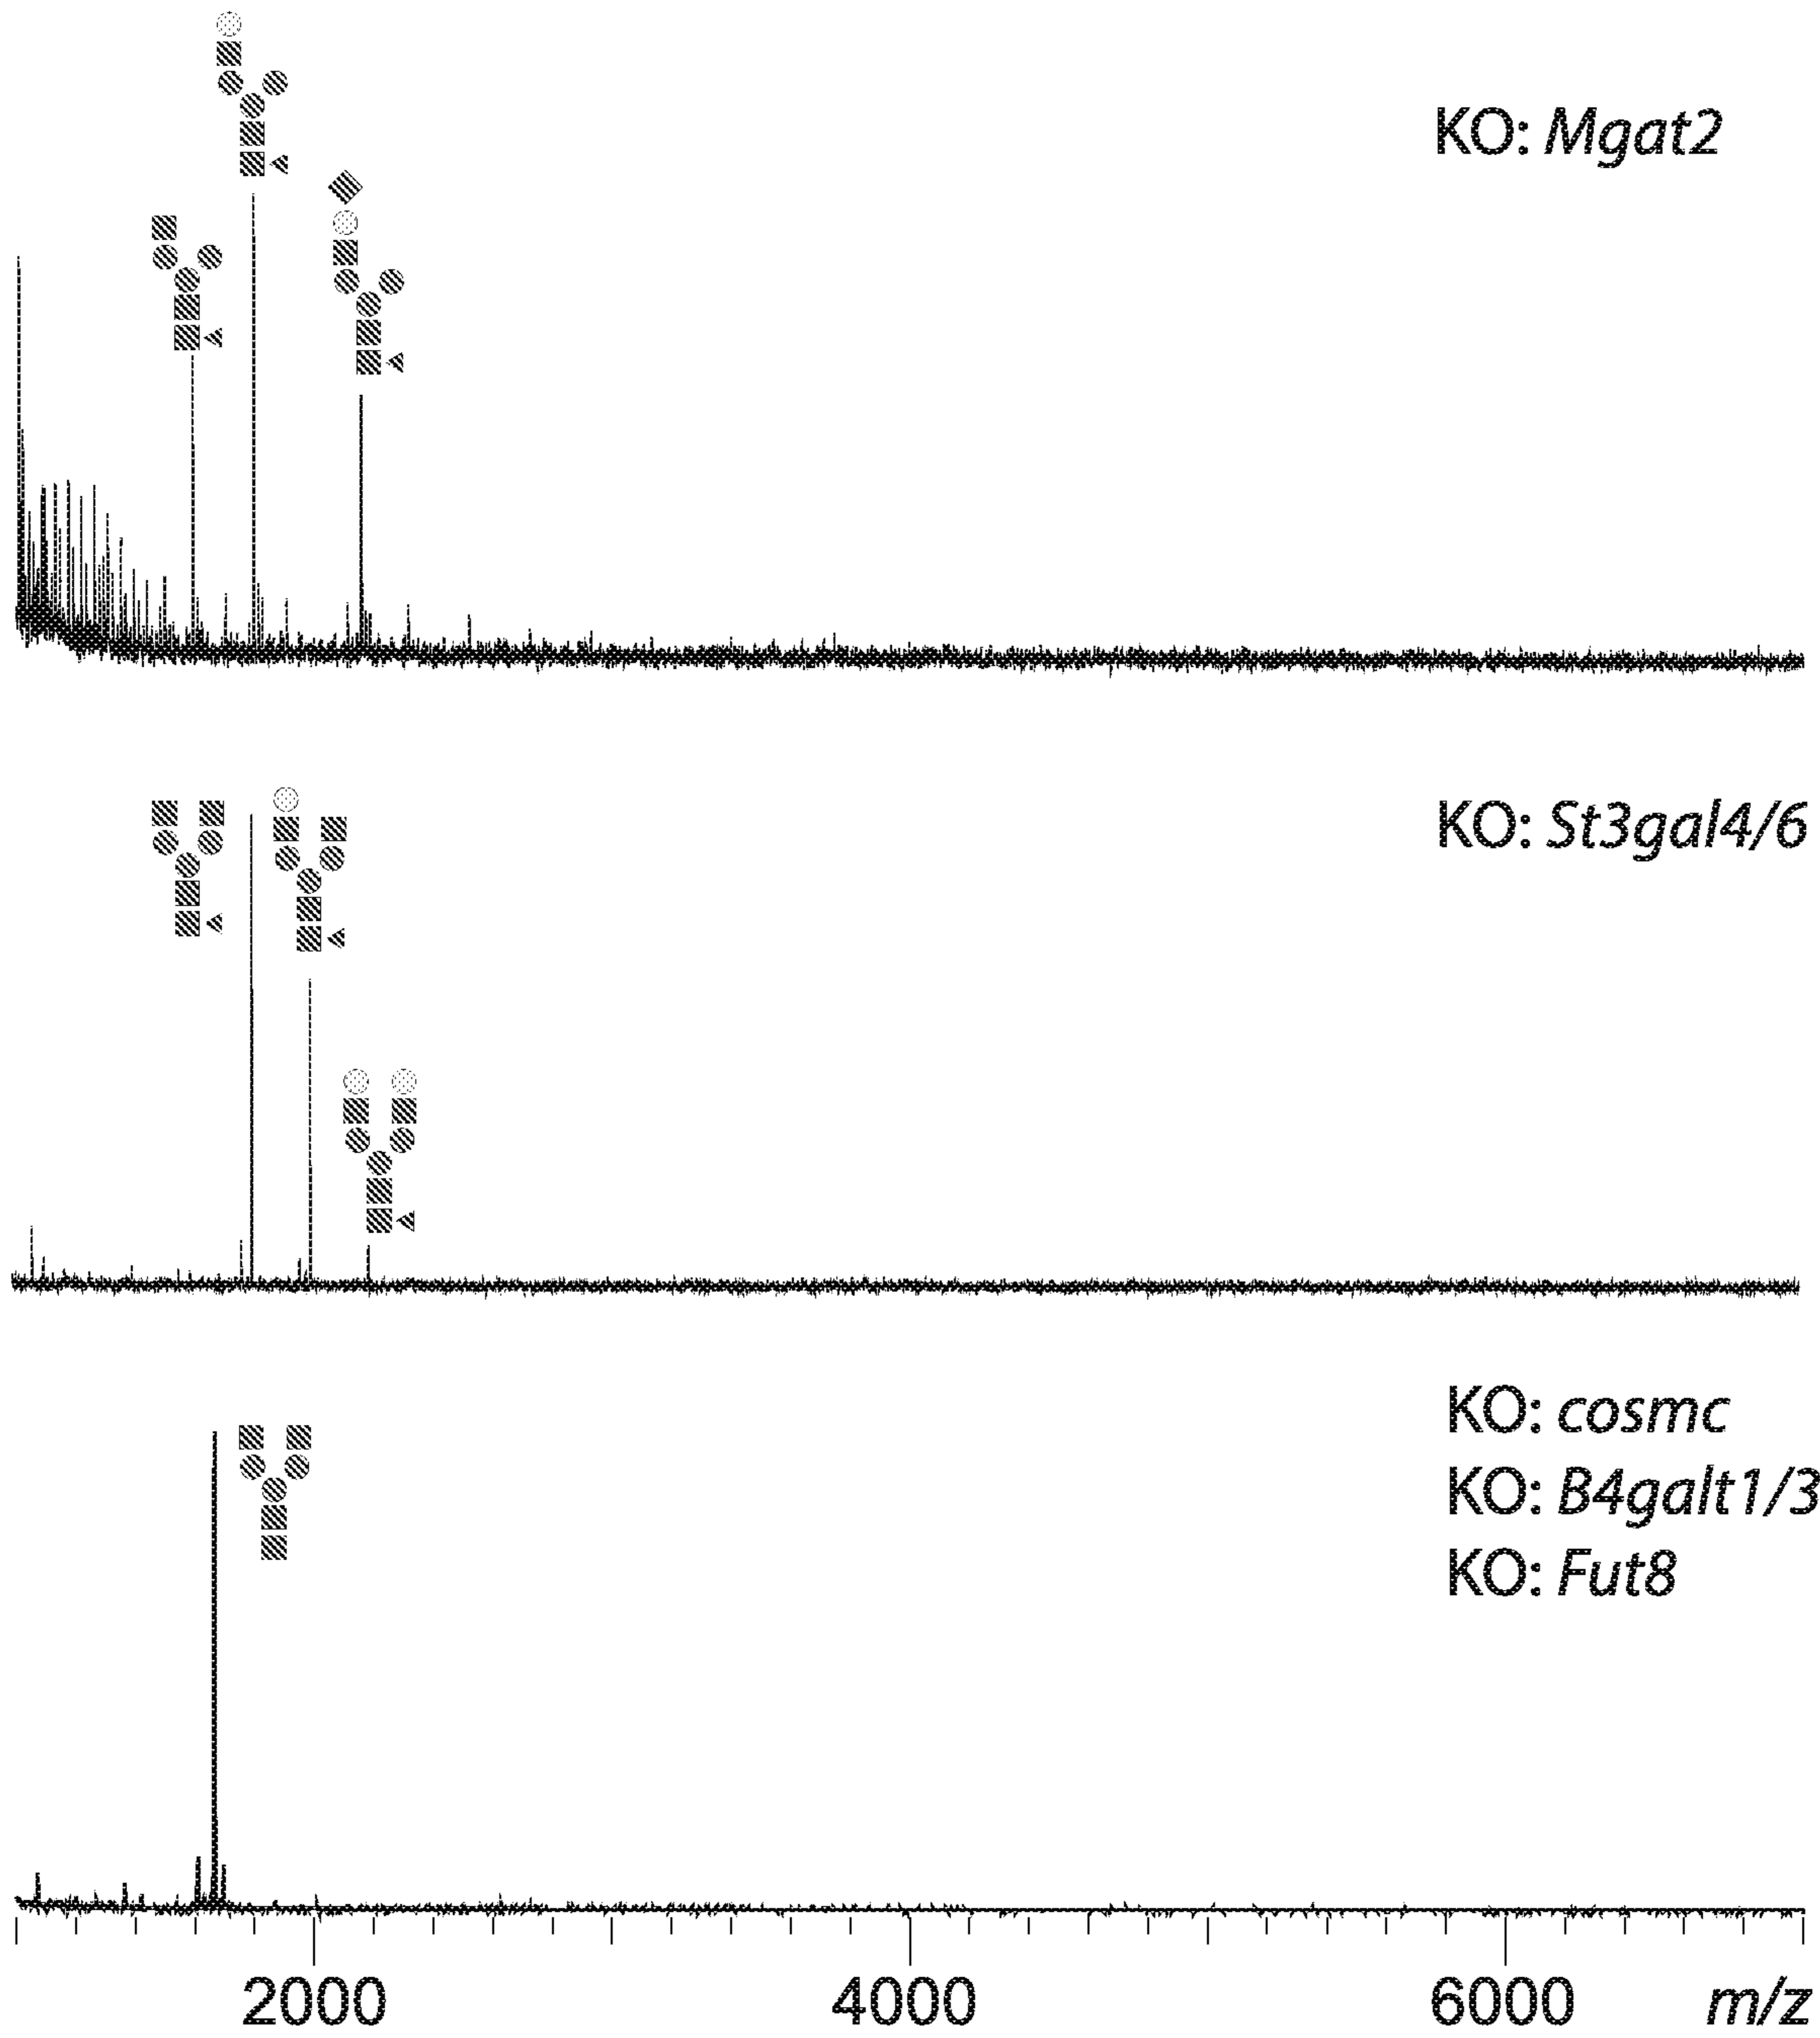 KO: Mgat2
KO: St3gal4/6
KO: cosmc
KO: B4galt1/3
KO: Fut8
2000 4000 6000 m/z